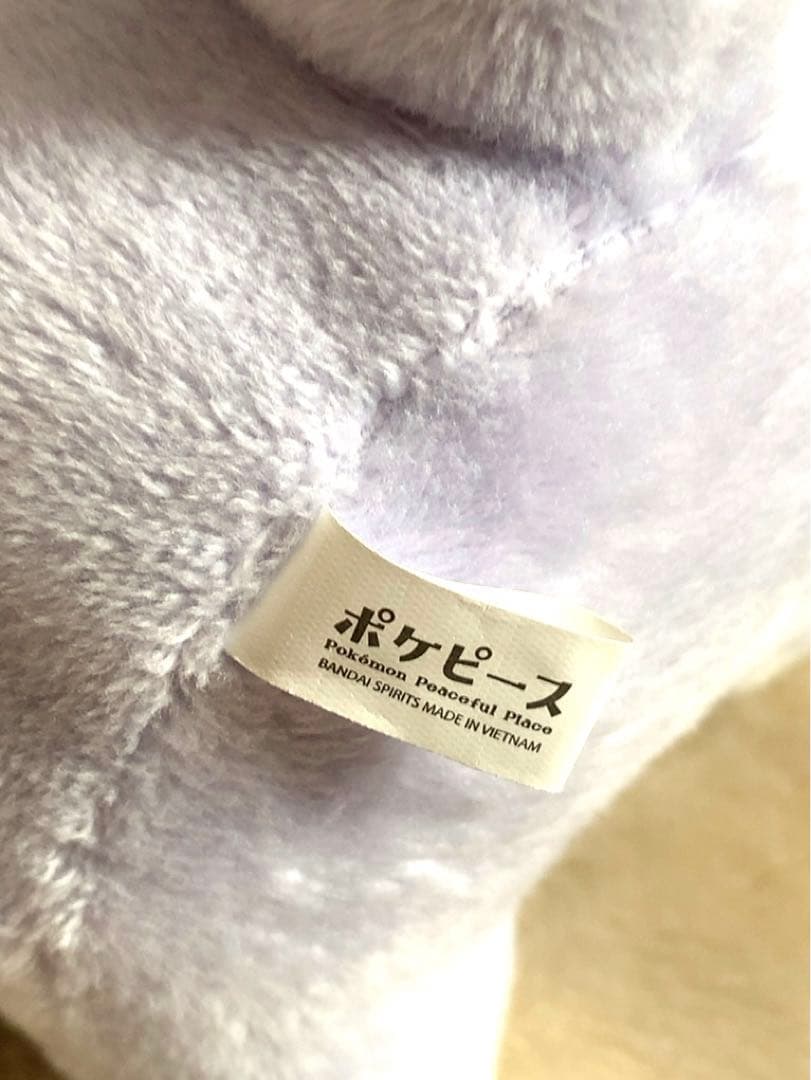 ポケピース
Pokémon Peaceful Place
BANDAI SPIRITS MADE IN VIETNAM